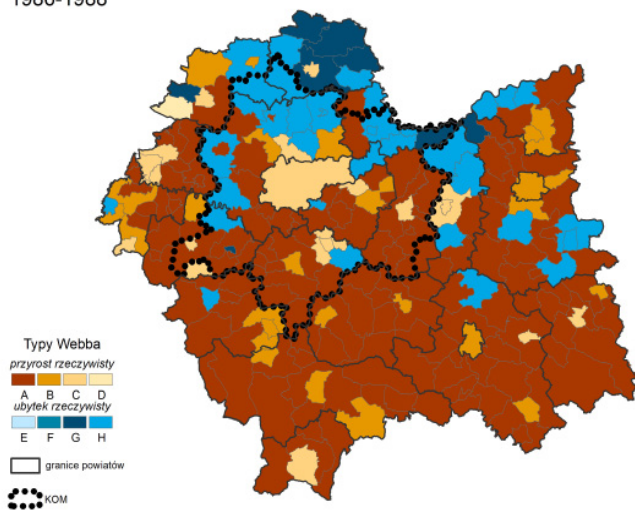 1986-1988
Typy Webba
przyrost rzeczywisty
A B C D
ubytek rzeczywisty
E F G H
granice powiatów
KOM